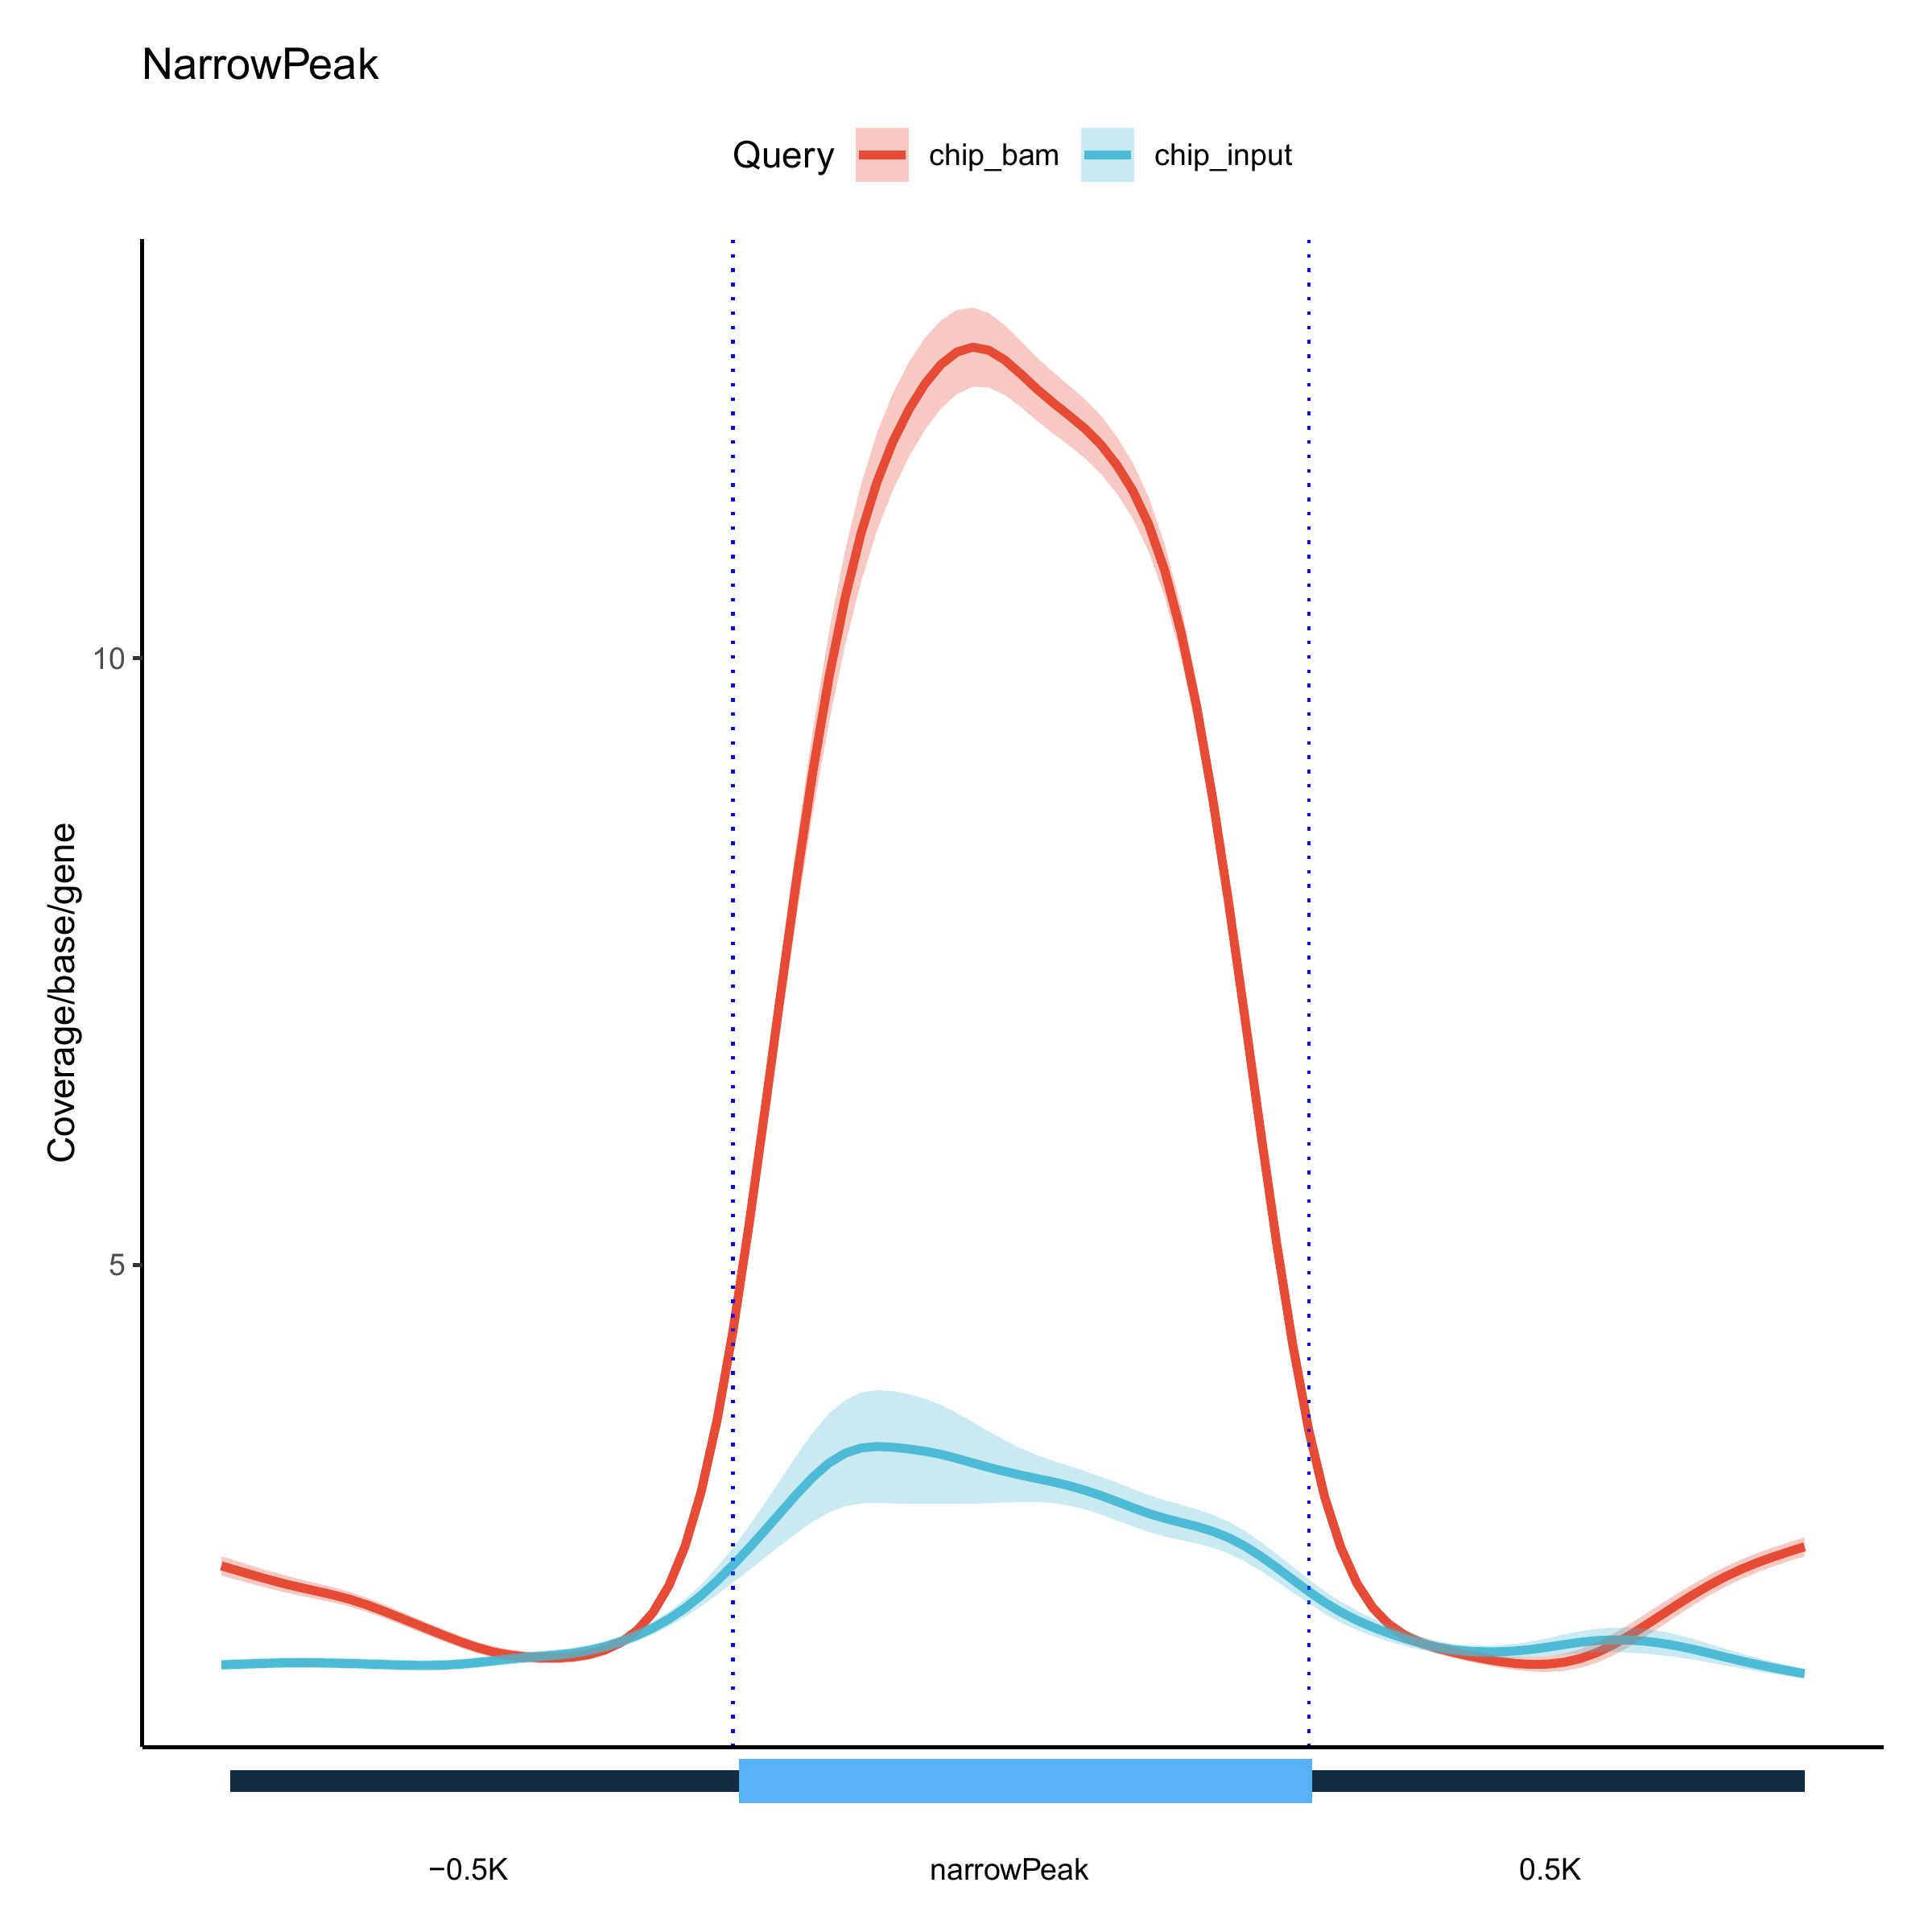 NarrowPeak
Query chip_bam chip_input
Coverage/base/gene
10
5
−0.5K narrowPeak 0.5K